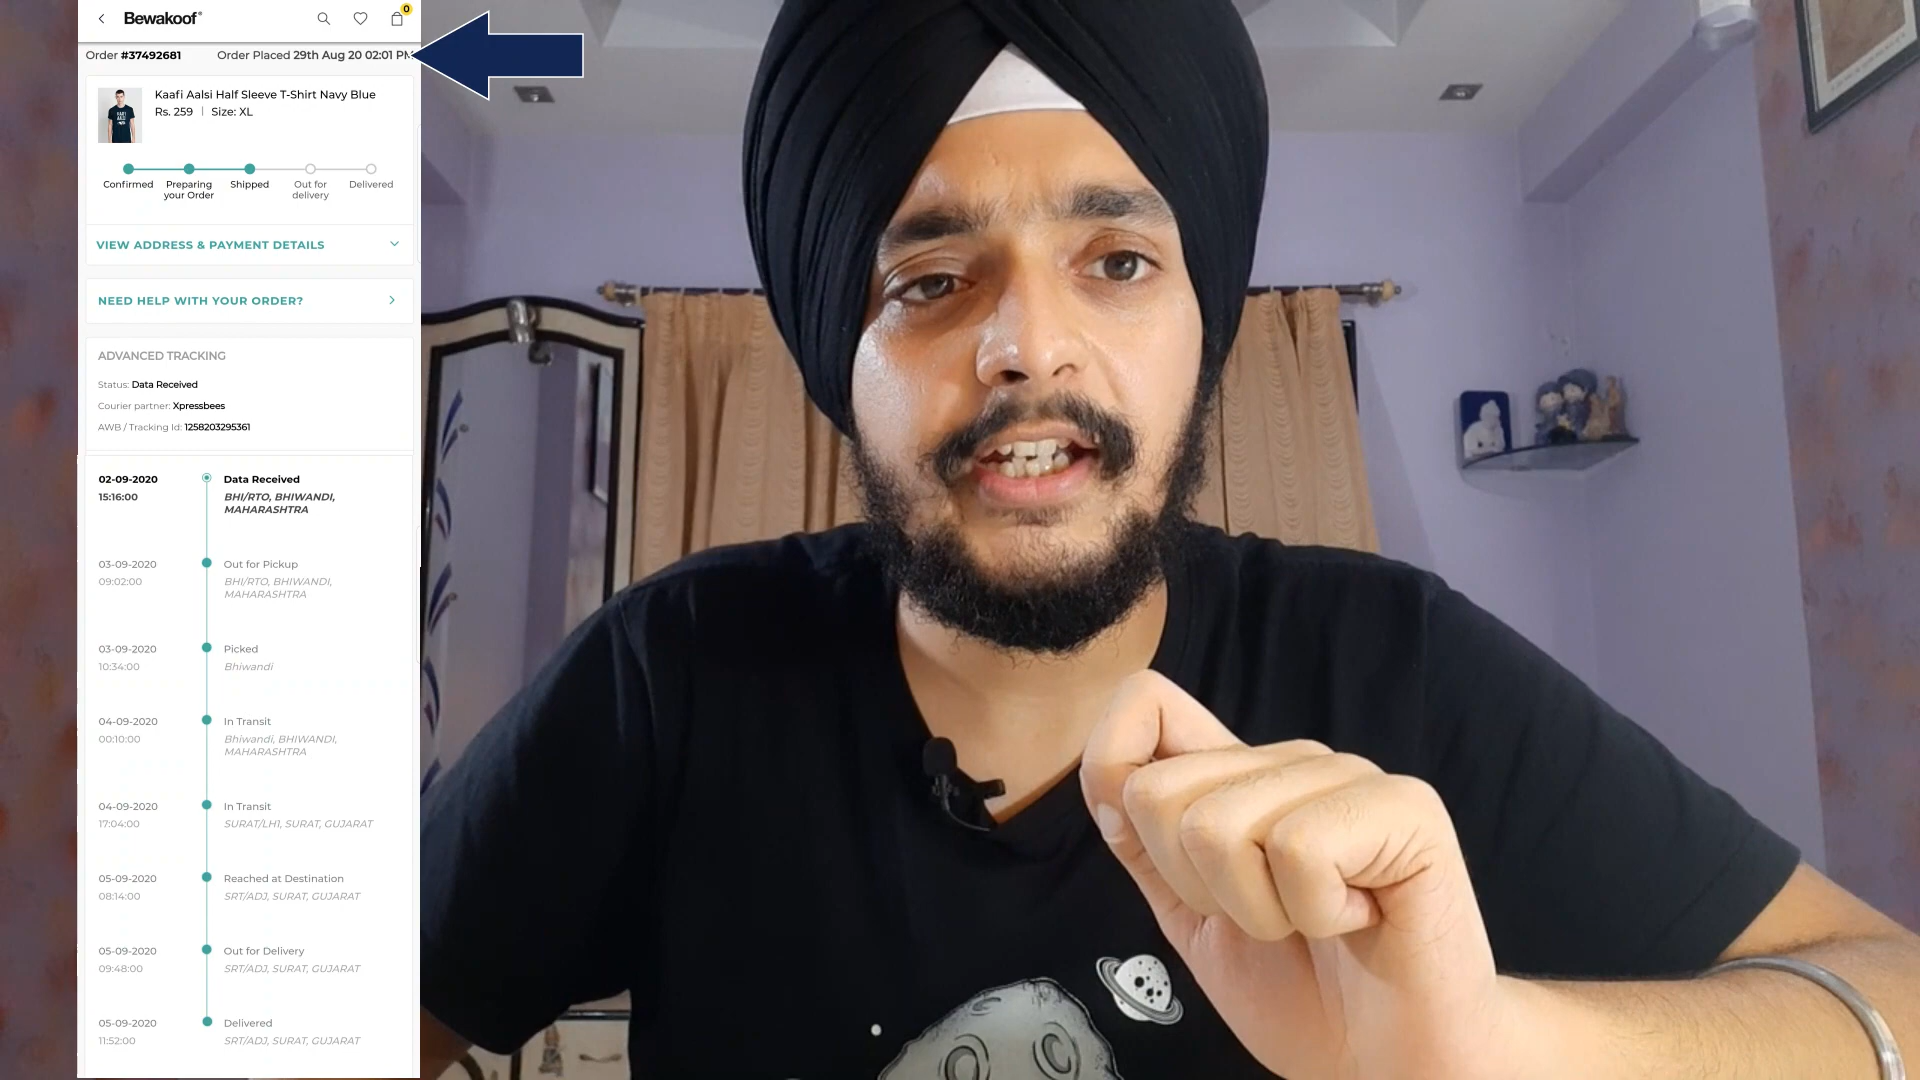 Bewakoof®
0
Order #37492681
Order Placed 29th Aug 20 02:01 PM
Kaafi Aalsi Half Sleeve T-Shirt Navy Blue
Rs. 259 | Size: XL
Confirmed
Preparing
your Order
Shipped
Out for
delivery
Delivered
VIEW ADDRESS & PAYMENT DETAILS
NEED HELP WITH YOUR ORDER?
ADVANCED TRACKING
Status: Data Received
Courier partner: Xpressbees
AWB / Tracking Id: 1258203295361
02-09-2020
15:16:00
Data Received
BHI/RTO, BHIWANDI,
MAHARASHTRA
03-09-2020
09:02:00
Out for Pickup
BHI/RTO, BHIWANDI,
MAHARASHTRA
03-09-2020
10:34:00
Picked
Bhiwandi
04-09-2020
00:10:00
In Transit
Bhiwandi, BHIWANDI,
MAHARASHTRA
04-09-2020
17:04:00
In Transit
SURAT/LH1, SURAT, GUJARAT
05-09-2020
08:14:00
Reached at Destination
SRT/ADJ, SURAT, GUJARAT
05-09-2020
09:48:00
Out for Delivery
SRT/ADJ, SURAT, GUJARAT
05-09-2020
11:52:00
Delivered
SRT/ADJ, SURAT, GUJARAT